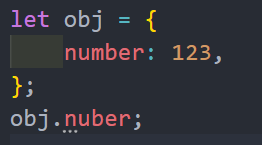 let obj = {
    number: 123,
};
obj.nuber;